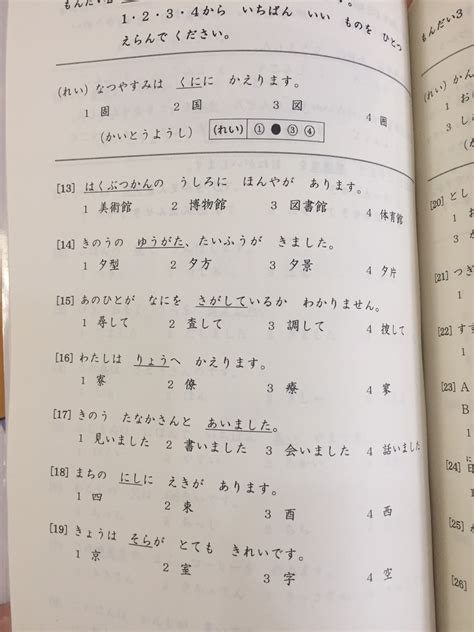 1・2・3・4から いちばん いい ものを ひとつ
えらんで ください。
(れい) なつやすみは くにに かえります。
1 固 2 国 3 図 4 囲
(かいとうようし) (れい) ① ● ③ ④
[13] はくぶつかんの うしろに ほんやが あります。
1 美術館 2 博物館 3 図書館 4 体育館
[14] きのうの ゆうがた、たいふうが きました。
1 夕型 2 夕方 3 夕景 4 夕片
[15] あのひとが なにを さがしているか わかりません。
1 尋して 2 査して 3 調して 4 捜して
[16] わたしは りょうへ かえります。
1 寮 2 僚 3 療 4 寥
[17] きのう たなかさんと あいました。
1 見いました 2 書いました 3 会いました 4 話いました
[18] まちの にしに えきが あります。
1 四 2 東 3 酉 4 西
[19] きょうは そらが とても きれいです。
1 京 2 室 3 字 4 空
もんだい3
(れい) かん
1 お
3 し
[20] と
1 お
[21] つぎ
1
[22] すす
1
[23] A
B
1
[24]
1
[25]
1
[26]